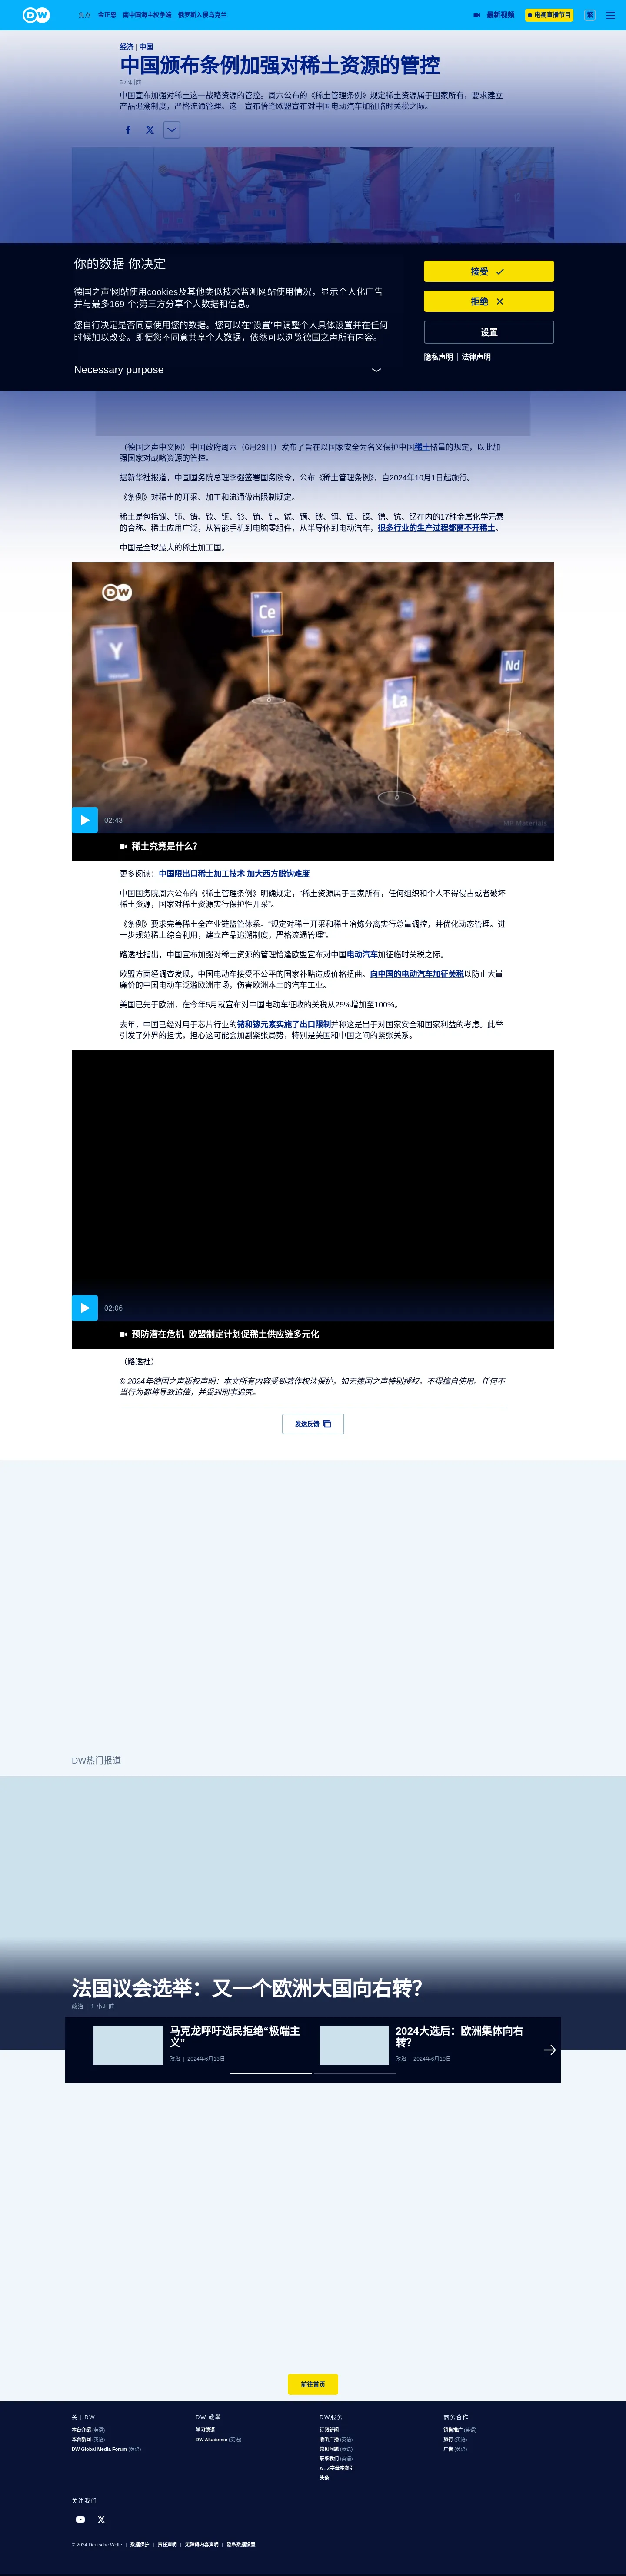 DW
焦点 金正恩 南中国海主权争端 俄罗斯入侵乌克兰
最新视频
电视直播节目
繁
经济 | 中国
中国颁布条例加强对稀土资源的管控
5 小时前
中国宣布加强对稀土这一战略资源的管控。周六公布的《稀土管理条例》规定稀土资源属于国家所有，要求建立
产品追溯制度，严格流通管理。这一宣布恰逢欧盟宣布对中国电动汽车加征临时关税之际。
你的数据 你决定
德国之声'网站使用cookies及其他类似技术监测网站使用情况，显示个人化广告
并与最多169 个;第三方分享个人数据和信息。
您自行决定是否同意使用您的数据。您可以在“设置”中调整个人具体设置并在任何
时候加以改变。即便您不同意共享个人数据，依然可以浏览德国之声所有内容。
Necessary purpose
接受
拒绝
设置
隐私声明 | 法律声明
（德国之声中文网）中国政府周六（6月29日）发布了旨在以国家安全为名义保护中国稀土储量的规定，以此加
强国家对战略资源的管控。
据新华社报道，中国国务院总理李强签署国务院令，公布《稀土管理条例》，自2024年10月1日起施行。
《条例》对稀土的开采、加工和流通做出限制规定。
稀土是包括镧、铈、镨、钕、钷、钐、铕、钆、铽、镝、钬、铒、铥、镱、镥、钪、钇在内的17种金属化学元素
的合称。稀土应用广泛，从智能手机到电脑零组件，从半导体到电动汽车，很多行业的生产过程都离不开稀土。
中国是全球最大的稀土加工国。
DW
Y
Ce
Cerium
La
Nd
02:43
MP Materials
稀土究竟是什么？
更多阅读：中国限出口稀土加工技术 加大西方脱钩难度
中国国务院周六公布的《稀土管理条例》明确规定，“稀土资源属于国家所有，任何组织和个人不得侵占或者破坏
稀土资源，国家对稀土资源实行保护性开采”。
《条例》要求完善稀土全产业链监管体系。“规定对稀土开采和稀土冶炼分离实行总量调控，并优化动态管理。进
一步规范稀土综合利用，建立产品追溯制度，严格流通管理”。
路透社指出，中国宣布加强对稀土资源的管理恰逢欧盟宣布对中国电动汽车加征临时关税之际。
欧盟方面经调查发现，中国电动车接受不公平的国家补贴造成价格扭曲。向中国的电动汽车加征关税以防止大量
廉价的中国电动车泛滥欧洲市场，伤害欧洲本土的汽车工业。
美国已先于欧洲，在今年5月就宣布对中国电动车征收的关税从25%增加至100%。
去年，中国已经对用于芯片行业的锗和镓元素实施了出口限制并称这是出于对国家安全和国家利益的考虑。此举
引发了外界的担忧，担心这可能会加剧紧张局势，特别是美国和中国之间的紧张关系。
02:06
预防潜在危机 欧盟制定计划促稀土供应链多元化
（路透社）
© 2024年德国之声版权声明：本文所有内容受到著作权法保护，如无德国之声特别授权，不得擅自使用。任何不
当行为都将导致追偿，并受到刑事追究。
发送反馈
DW热门报道
法国议会选举：又一个欧洲大国向右转？
政治 | 1 小时前
马克龙呼吁选民拒绝“极端主
义”
政治 | 2024年6月13日
2024大选后：欧洲集体向右
转？
政治 | 2024年6月10日
前往首页
关于DW
本台介绍 (英语)
本台新闻 (英语)
DW Global Media Forum (英语)
DW 教学
学习德语
DW Akademie (英语)
DW服务
订阅新闻
收听广播 (英语)
常见问题 (英语)
联系我们 (英语)
A - Z字母序索引
头条
商务合作
销售推广 (英语)
旅行 (英语)
广告 (英语)
关注我们
© 2024 Deutsche Welle | 数据保护 | 责任声明 | 无障碍内容声明 | 隐私数据设置